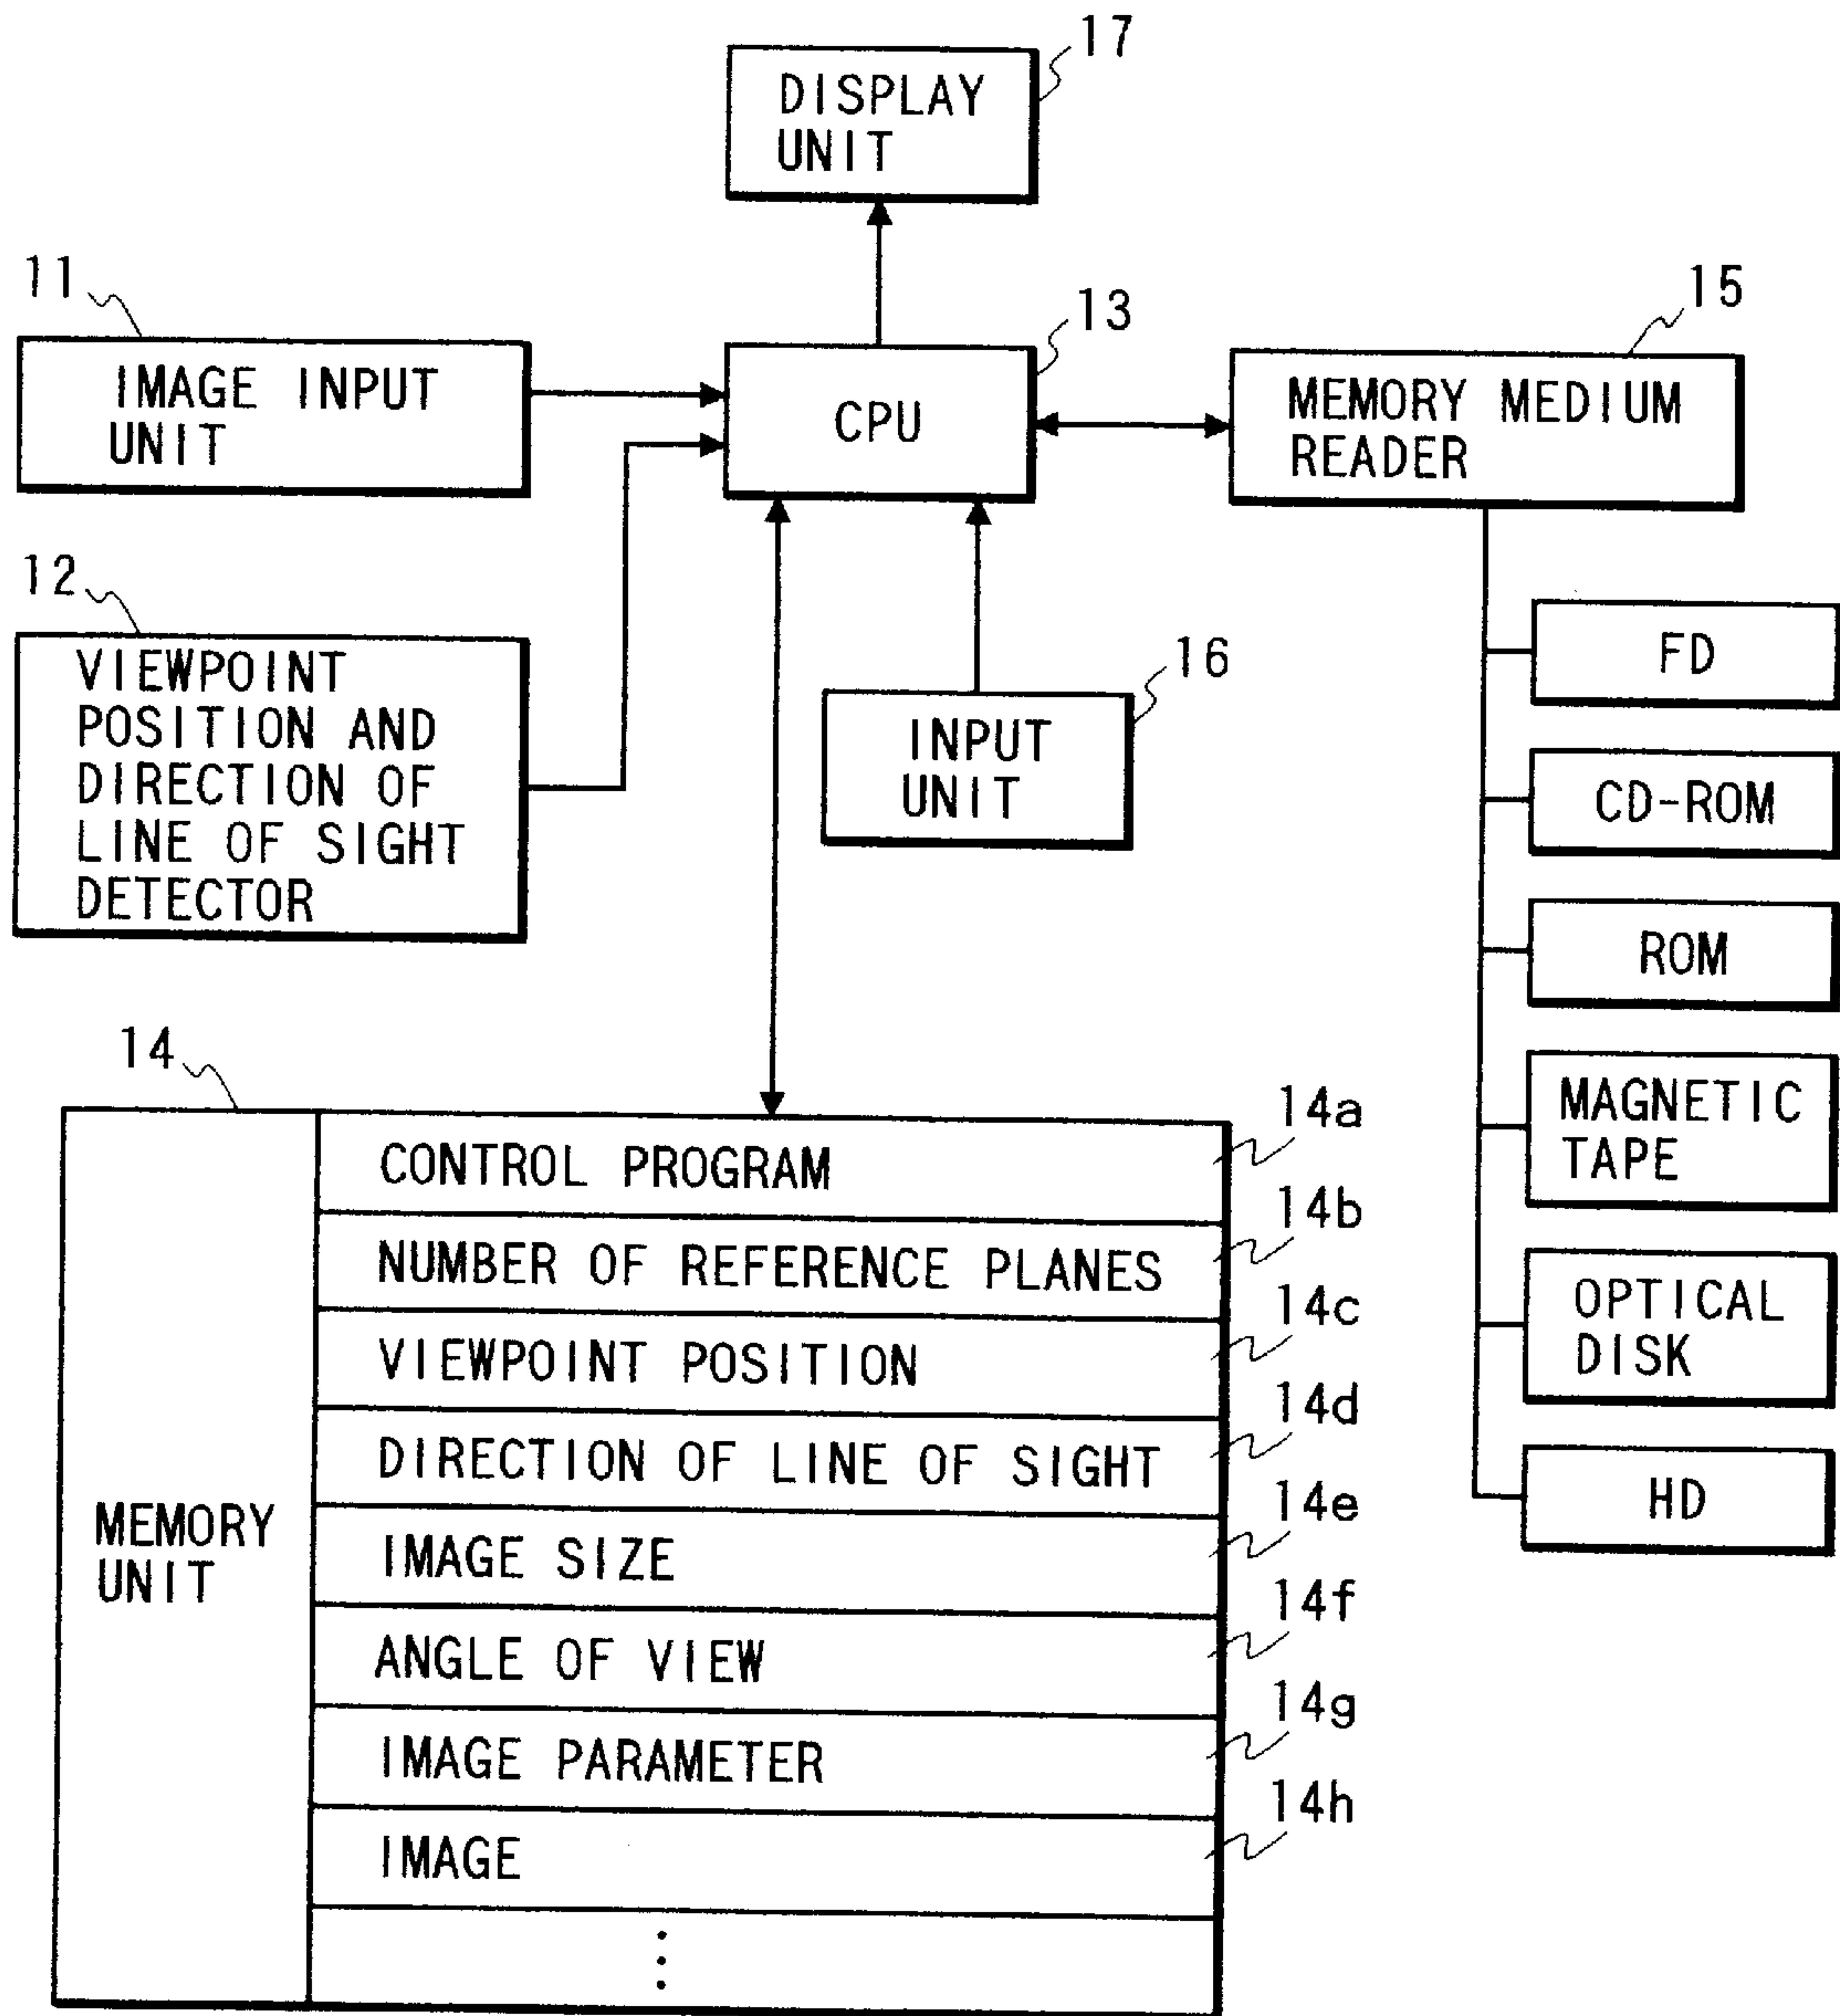 17
DISPLAY
UNIT
11
IMAGE INPUT
UNIT
13
CPU
15
MEMORY MEDIUM
READER
12
VIEWPOINT
POSITION AND
DIRECTION OF
LINE OF SIGHT
DETECTOR
16
INPUT
UNIT
FD
CD-ROM
ROM
MAGNETIC
TAPE
OPTICAL
DISK
HD
14
MEMORY
UNIT
CONTROL PROGRAM
14a
NUMBER OF REFERENCE PLANES
14b
VIEWPOINT POSITION
14c
DIRECTION OF LINE OF SIGHT
14d
IMAGE SIZE
14e
ANGLE OF VIEW
14f
IMAGE PARAMETER
14g
IMAGE
14h
⋮